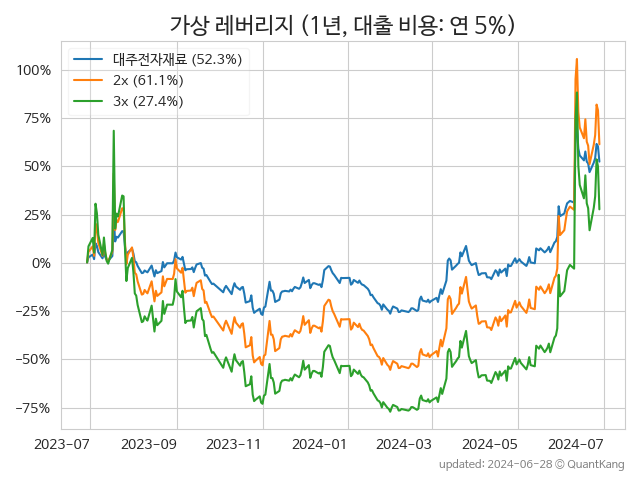 가상 레버리지 (1년, 대출 비용: 연 5%)
대주전자재료 (52.3%)
2x (61.1%)
3x (27.4%)
100%
75%
50%
25%
0%
−25%
−50%
−75%
2023-07 2023-09 2023-11 2024-01 2024-03 2024-05 2024-07
updated: 2024-06-28 © QuantKang